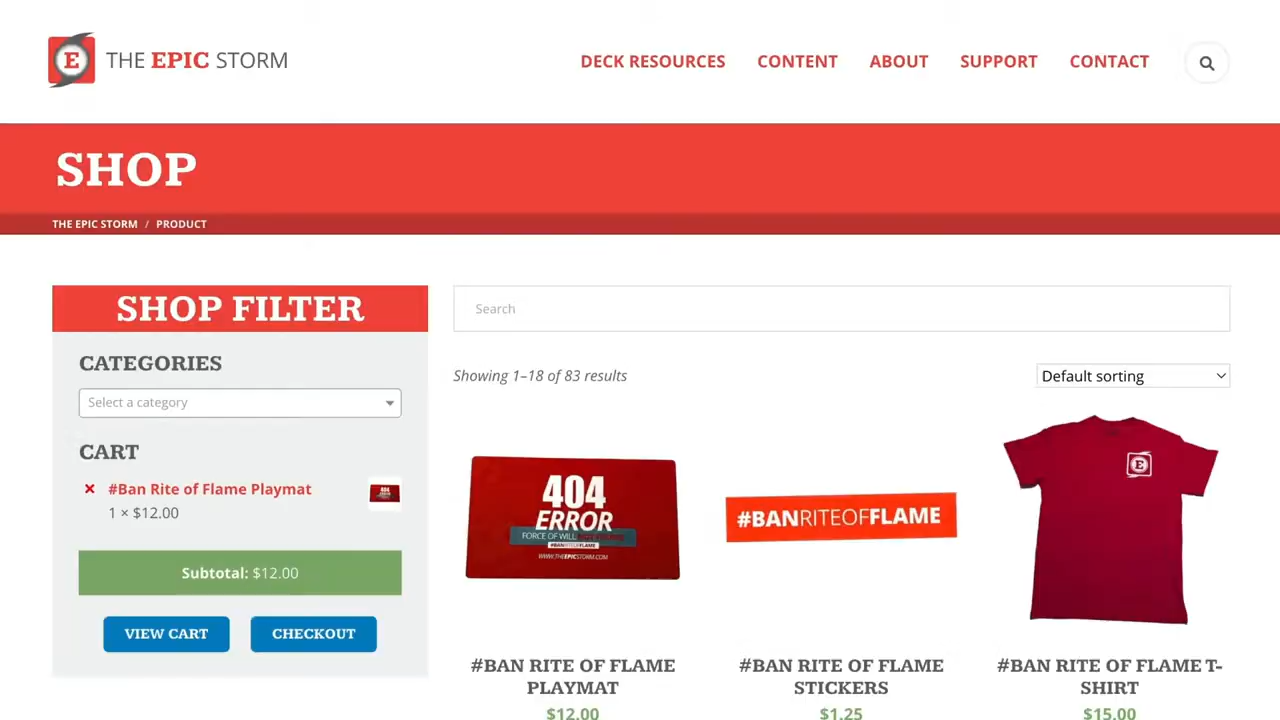 E THE EPIC STORM
DECK RESOURCES CONTENT ABOUT SUPPORT CONTACT
SHOP
THE EPIC STORM / PRODUCT
SHOP FILTER
CATEGORIES
Select a category
CART
× #Ban Rite of Flame Playmat
1 × $12.00
Subtotal: $12.00
VIEW CART CHECKOUT
Search
Showing 1–18 of 83 results
Default sorting
404
ERROR
FORCE OF WILL
#BANRITEOFFLAME
WWW.THEEPICSTORM.COM
#BAN RITE OF FLAME
PLAYMAT
$12.00
#BANRITEOFFLAME
#BAN RITE OF FLAME
STICKERS
$1.25
E
#BAN RITE OF FLAME T-
SHIRT
$15.00